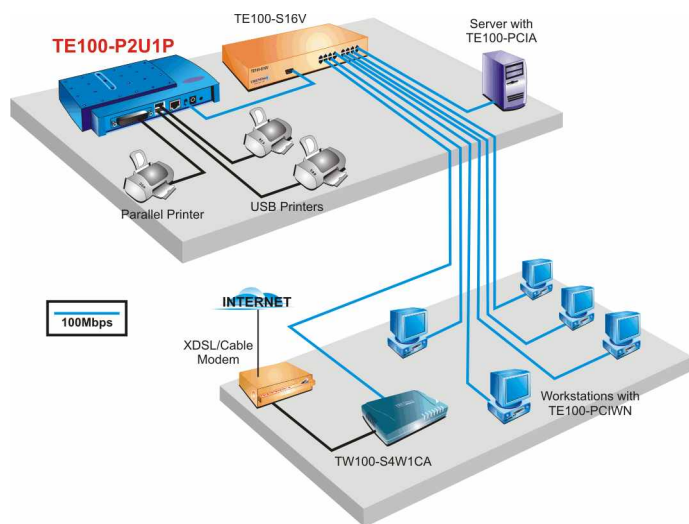 TE100-S16V
Server with
TE100-PCIA
TE100-P2U1P
Parallel Printer
USB Printers
INTERNET
100Mbps
XDSL/Cable
Modem
Workstations with
TE100-PCIWN
TW100-S4W1CA